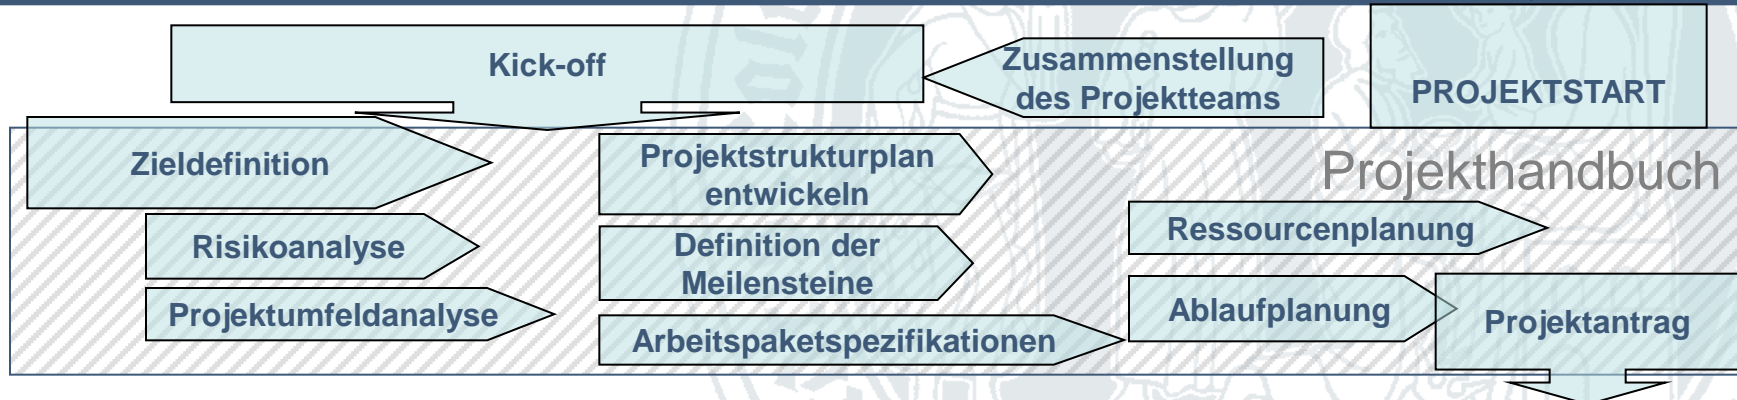 Kick-off
Zusammenstellung
des Projektteams
PROJEKTSTART
Zieldefinition
Projektstrukturplan
entwickeln
Projekthandbuch
Risikoanalyse
Definition der
Meilensteine
Ressourcenplanung
Projektumfeldanalyse
Arbeitspaketspezifikationen
Ablaufplanung
Projektantrag